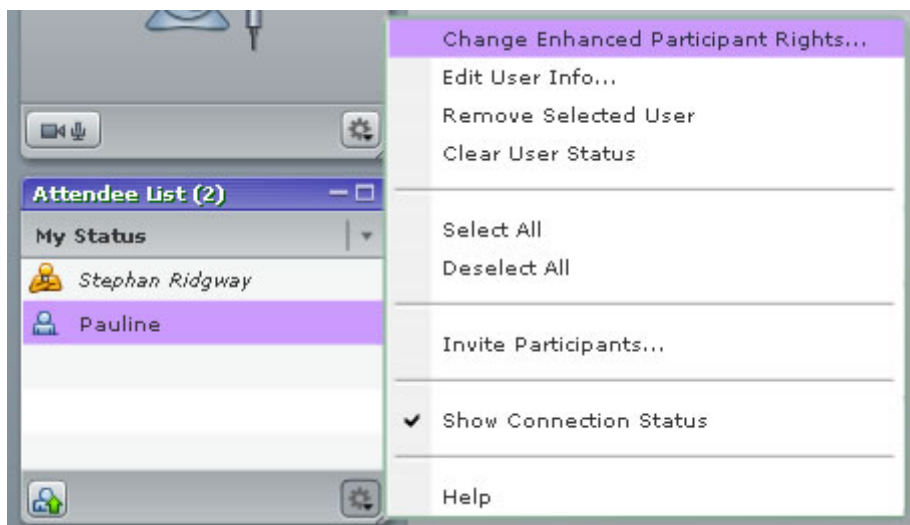 Attendee List (2)
My Status
Stephan Ridgway
Pauline
Change Enhanced Participant Rights...
Edit User Info...
Remove Selected User
Clear User Status
Select All
Deselect All
Invite Participants...
Show Connection Status
Help